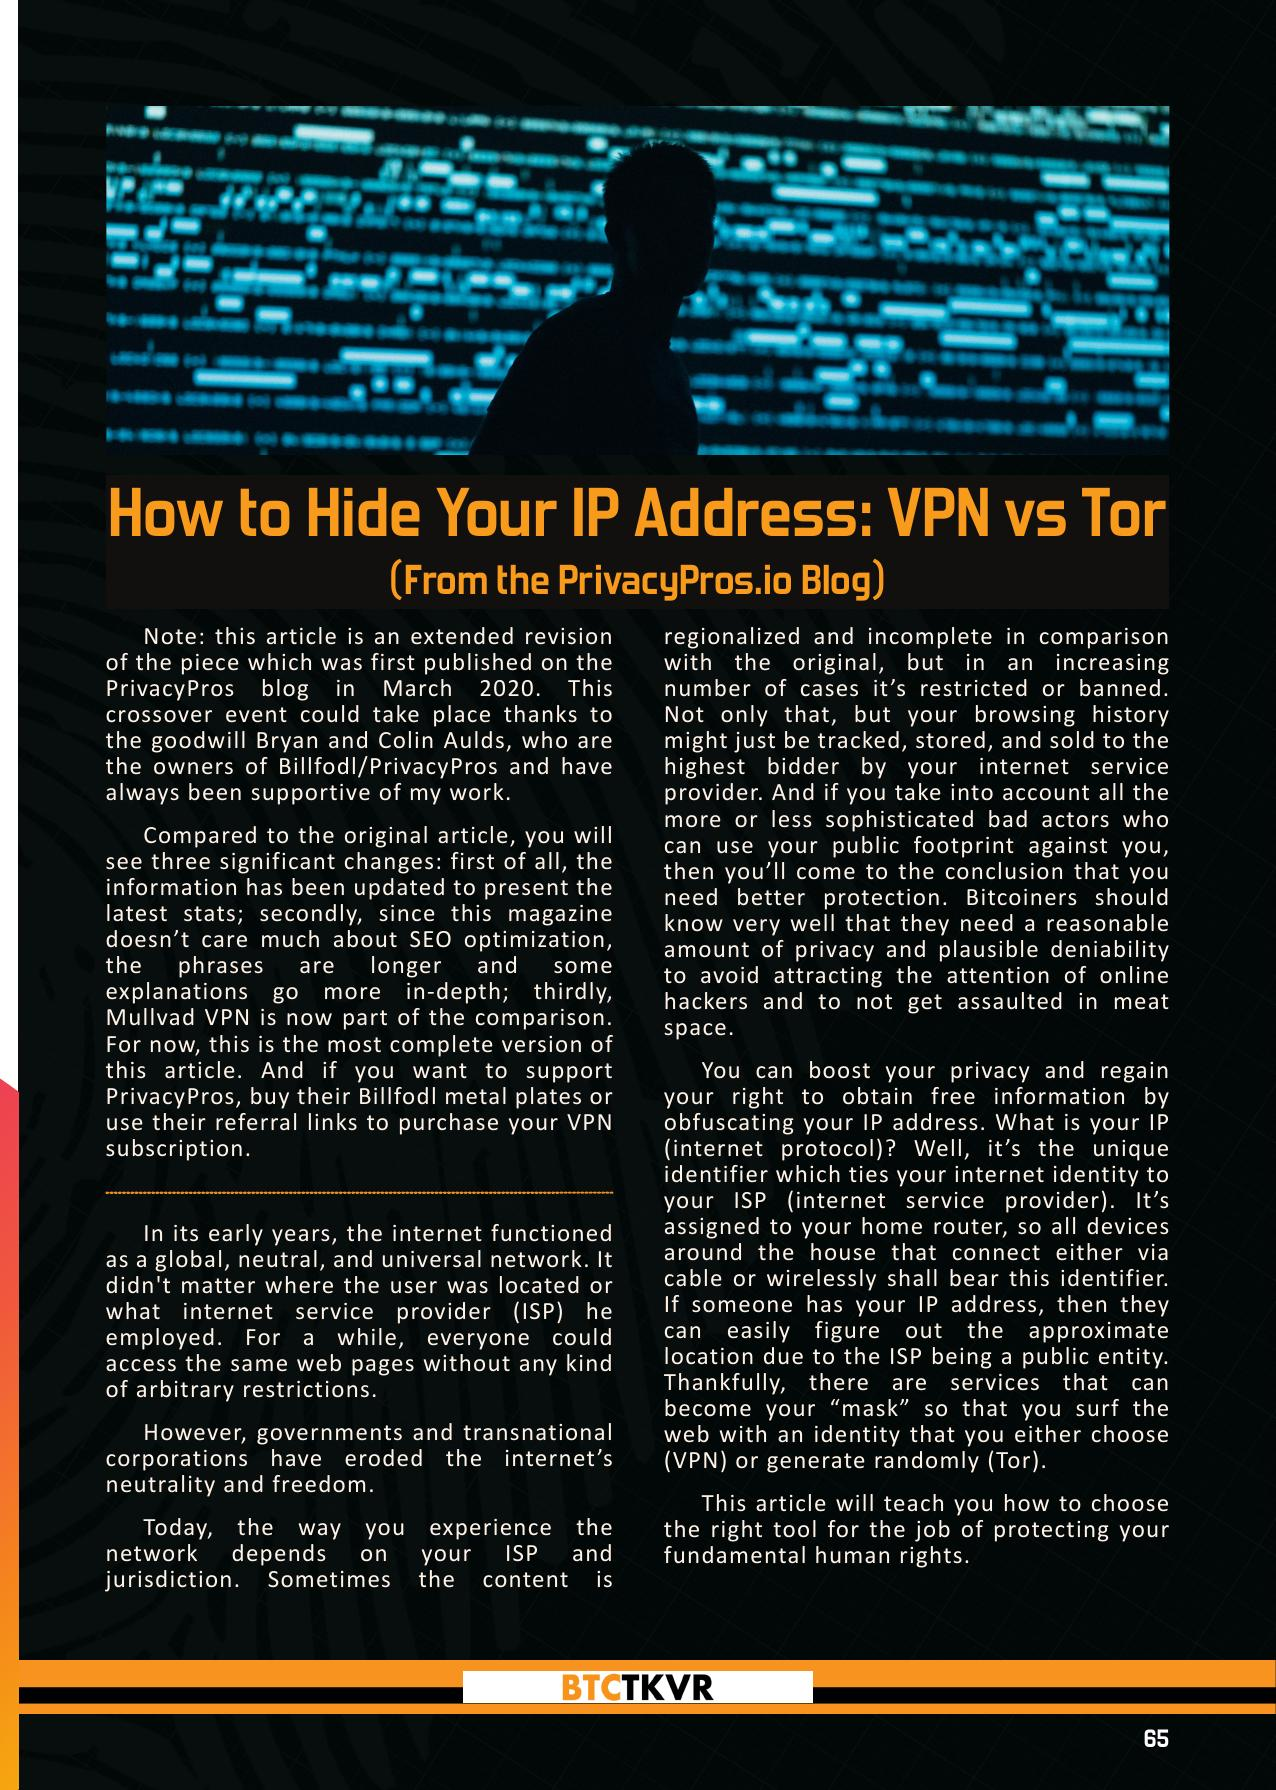 How to Hide Your IP Address: VPN vs Tor
(From the PrivacyPros.io Blog)
Note: this article is an extended revision
of the piece which was first published on the
PrivacyPros blog in March 2020. This
crossover event could take place thanks to
the goodwill Bryan and Colin Aulds, who are
the owners of Billfodl/PrivacyPros and have
always been supportive of my work.
Compared to the original article, you will
see three significant changes: first of all, the
information has been updated to present the
latest stats; secondly, since this magazine
doesn’t care much about SEO optimization,
the phrases are longer and some
explanations go more in-depth; thirdly,
Mullvad VPN is now part of the comparison.
For now, this is the most complete version of
this article. And if you want to support
PrivacyPros, buy their Billfodl metal plates or
use their referral links to purchase your VPN
subscription.
In its early years, the internet functioned
as a global, neutral, and universal network. It
didn't matter where the user was located or
what internet service provider (ISP) he
employed. For a while, everyone could
access the same web pages without any kind
of arbitrary restrictions.
However, governments and transnational
corporations have eroded the internet’s
neutrality and freedom.
Today, the way you experience the
network depends on your ISP and
jurisdiction. Sometimes the content is
regionalized and incomplete in comparison
with the original, but in an increasing
number of cases it’s restricted or banned.
Not only that, but your browsing history
might just be tracked, stored, and sold to the
highest bidder by your internet service
provider. And if you take into account all the
more or less sophisticated bad actors who
can use your public footprint against you,
then you’ll come to the conclusion that you
need better protection. Bitcoiners should
know very well that they need a reasonable
amount of privacy and plausible deniability
to avoid attracting the attention of online
hackers and to not get assaulted in meat
space.
You can boost your privacy and regain
your right to obtain free information by
obfuscating your IP address. What is your IP
(internet protocol)? Well, it’s the unique
identifier which ties your internet identity to
your ISP (internet service provider). It’s
assigned to your home router, so all devices
around the house that connect either via
cable or wirelessly shall bear this identifier.
If someone has your IP address, then they
can easily figure out the approximate
location due to the ISP being a public entity.
Thankfully, there are services that can
become your “mask” so that you surf the
web with an identity that you either choose
(VPN) or generate randomly (Tor).
This article will teach you how to choose
the right tool for the job of protecting your
fundamental human rights.
BTCTKVR
65